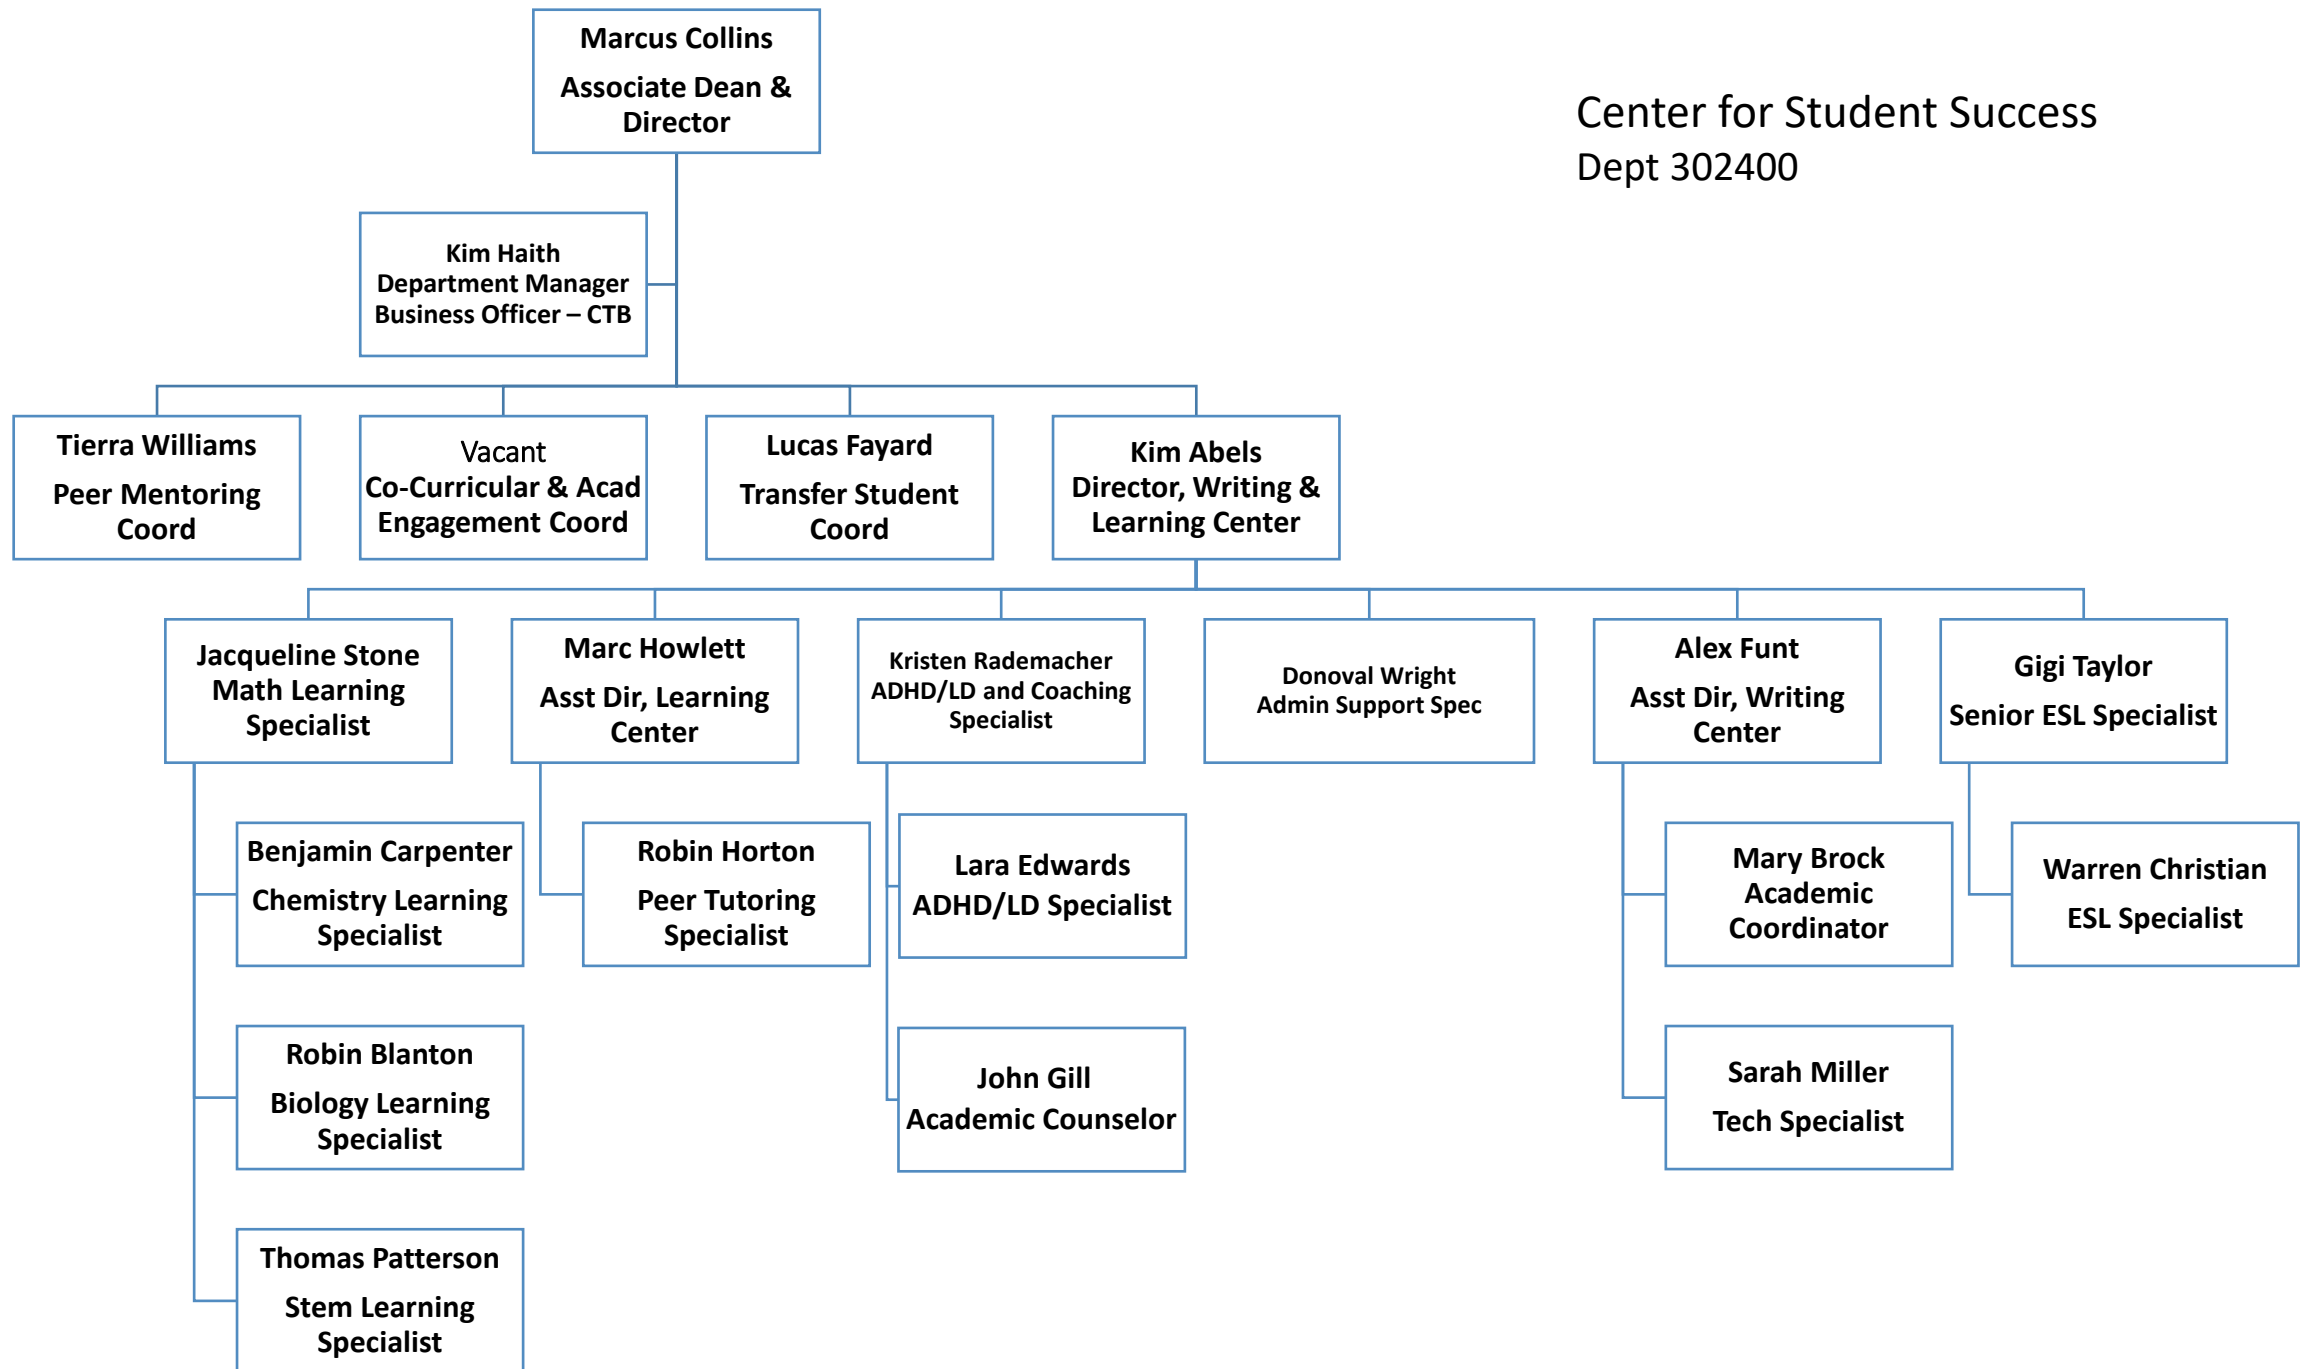 Marcus Collins
Associate Dean &
Director
Center for Student Success
Dept 302400
Kim Haith
Department Manager
Business Officer – CTB
Tierra Williams
Peer Mentoring
Coord
Vacant
Co-Curricular & Acad
Engagement Coord
Lucas Fayard
Transfer Student
Coord
Kim Abels
Director, Writing &
Learning Center
Jacqueline Stone
Math Learning
Specialist
Marc Howlett
Asst Dir, Learning
Center
Kristen Rademacher
ADHD/LD and Coaching
Specialist
Donoval Wright
Admin Support Spec
Alex Funt
Asst Dir, Writing
Center
Gigi Taylor
Senior ESL Specialist
Benjamin Carpenter
Chemistry Learning
Specialist
Robin Horton
Peer Tutoring
Specialist
Lara Edwards
ADHD/LD Specialist
Mary Brock
Academic
Coordinator
Warren Christian
ESL Specialist
Robin Blanton
Biology Learning
Specialist
John Gill
Academic Counselor
Sarah Miller
Tech Specialist
Thomas Patterson
Stem Learning
Specialist